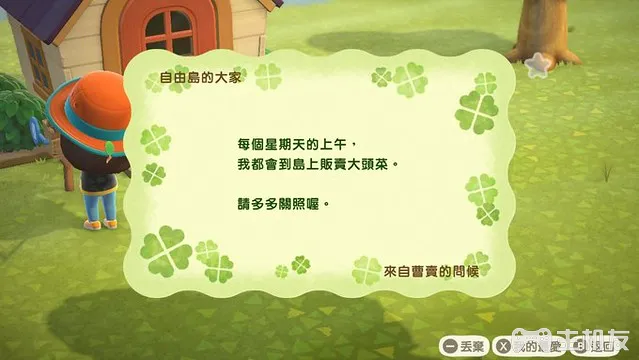 自由島的大家
每個星期天的上午，
我都會到島上販賣大頭菜。
請多多關照喔。
來自曹賣的問候
丟棄
X